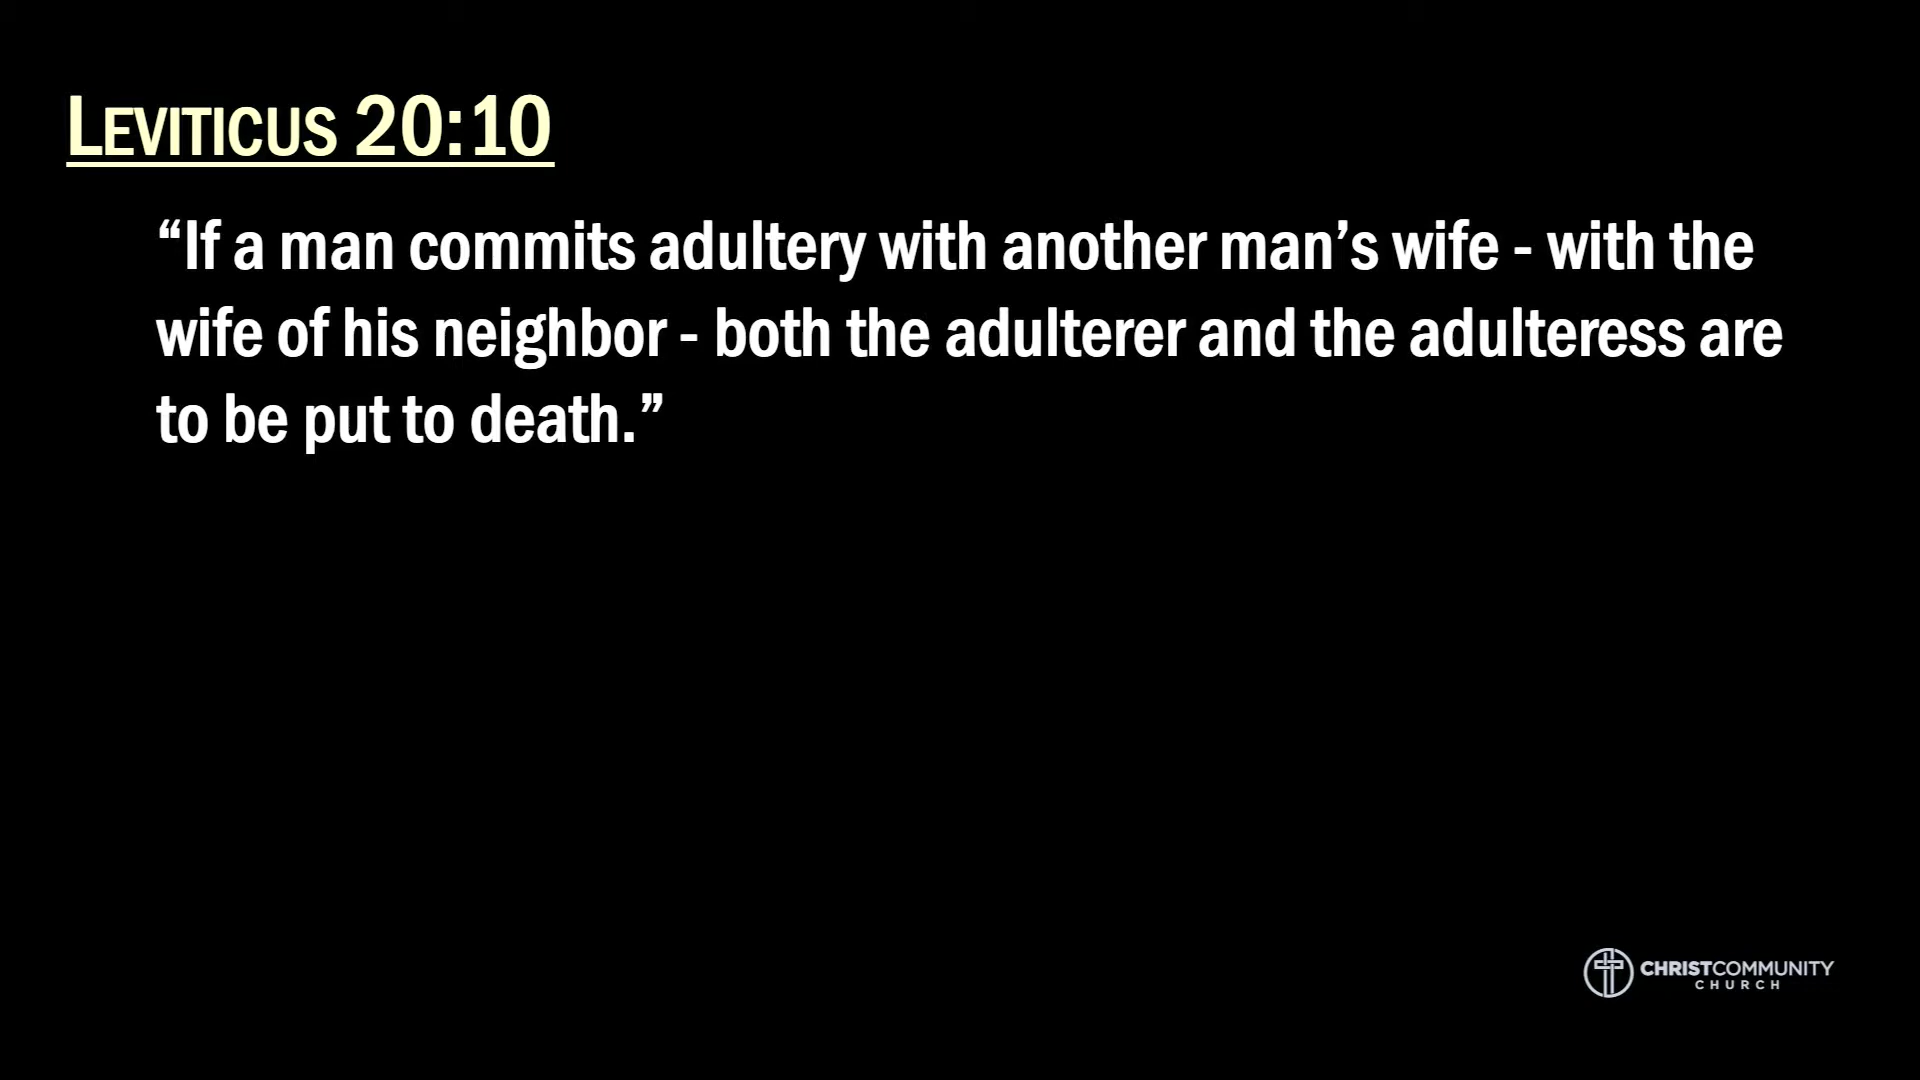 LEVITICUS 20:10
“If a man commits adultery with another man’s wife - with the
wife of his neighbor - both the adulterer and the adulteress are
to be put to death.”
CHRISTCOMMUNITY
CHURCH